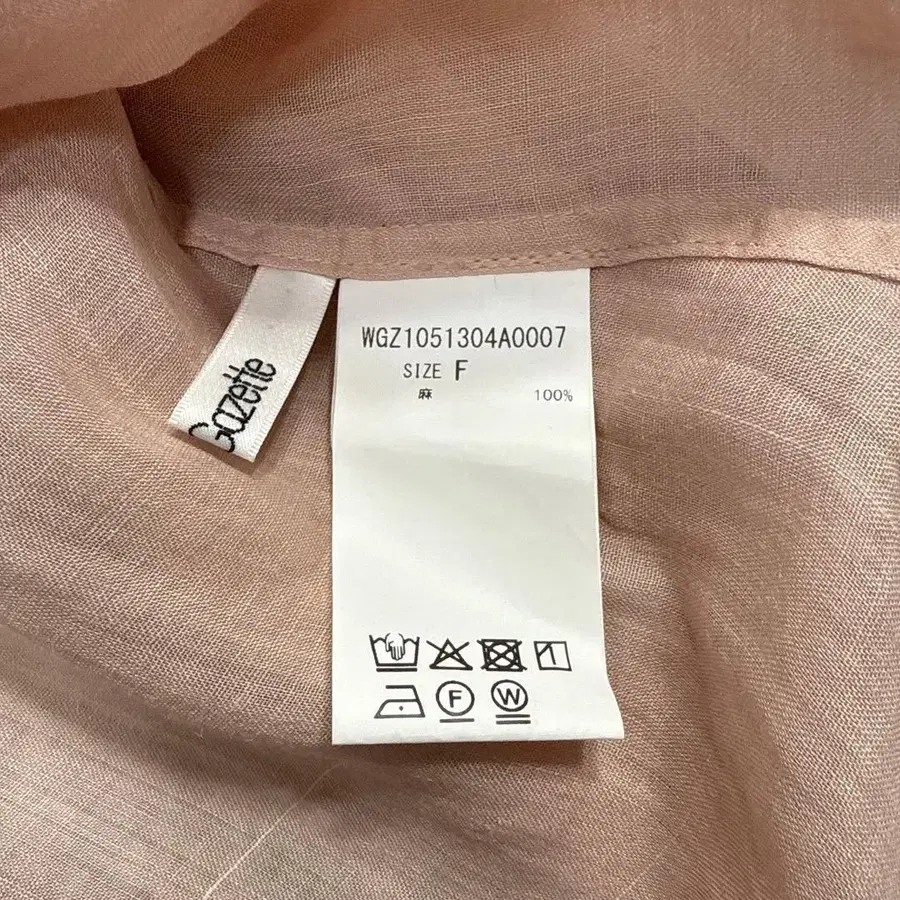 Gazette
WGZ1051304A0007
SIZE F
麻 100%
F W